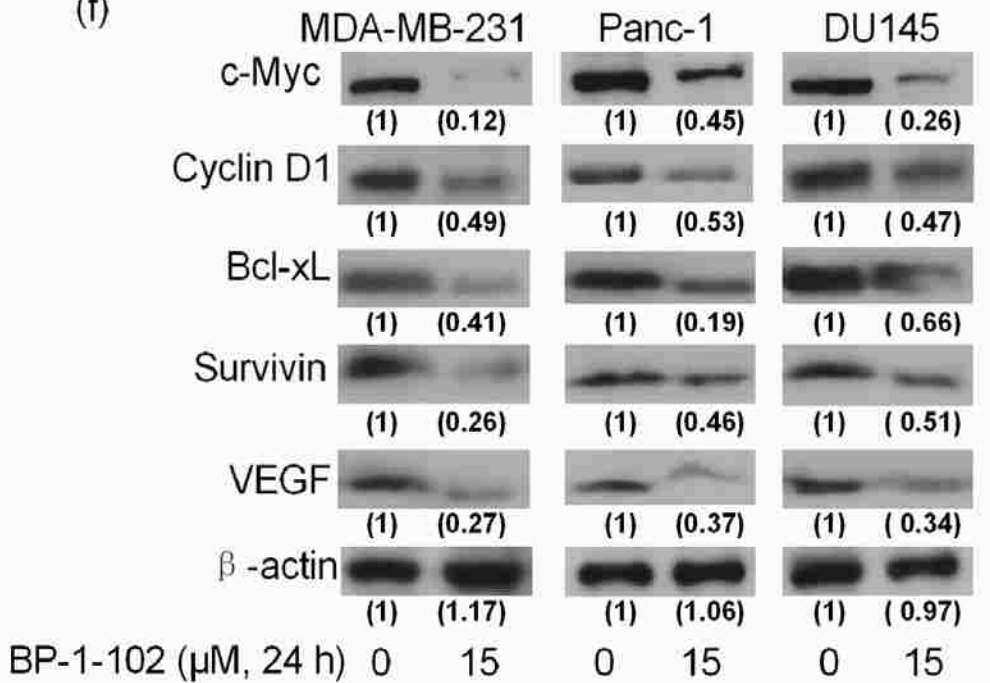 (f)
MDA-MB-231 Panc-1 DU145
c-Myc
(1) (0.12) (1) (0.45) (1) ( 0.26)
Cyclin D1
(1) (0.49) (1) (0.53) (1) ( 0.47)
Bcl-xL
(1) (0.41) (1) (0.19) (1) ( 0.66)
Survivin
(1) (0.26) (1) (0.46) (1) ( 0.51)
VEGF
(1) (0.27) (1) (0.37) (1) ( 0.34)
β -actin
(1) (1.17) (1) (1.06) (1) ( 0.97)
BP-1-102 (μM, 24 h) 0 15 0 15 0 15